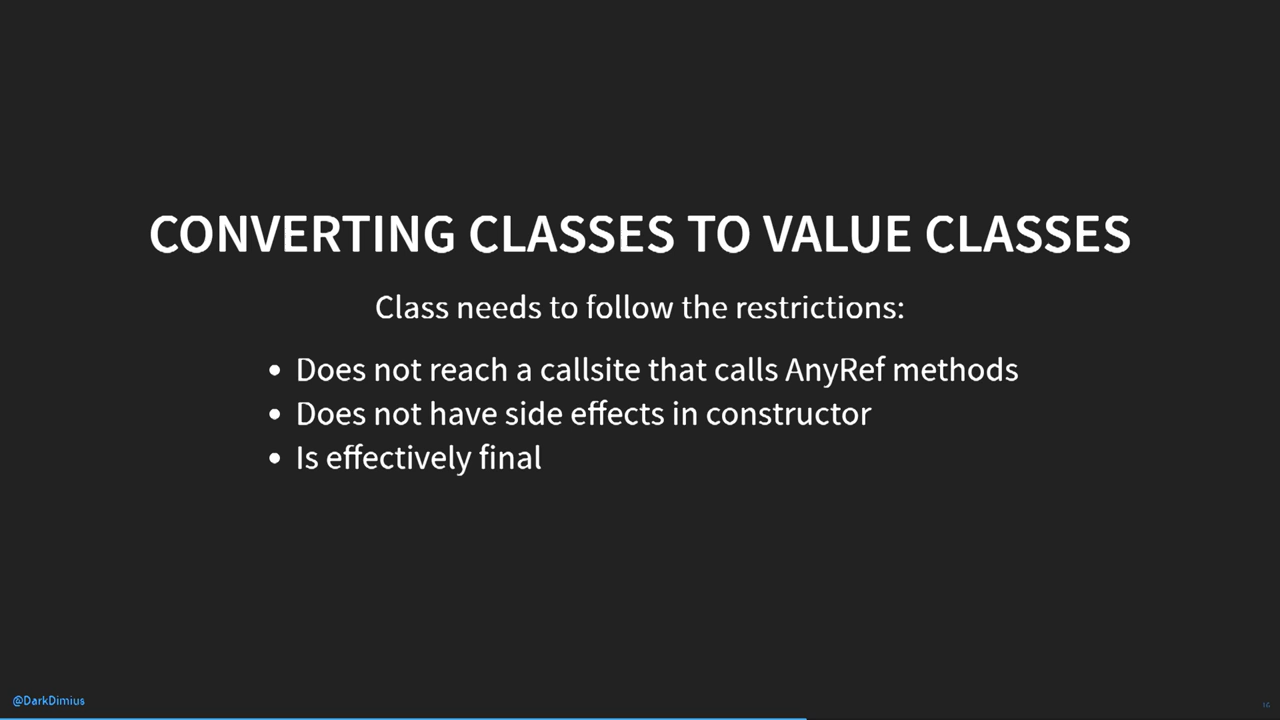 CONVERTING CLASSES TO VALUE CLASSES
Class needs to follow the restrictions:
• Does not reach a callsite that calls AnyRef methods
• Does not have side effects in constructor
• Is effectively final
@DarkDimius
16